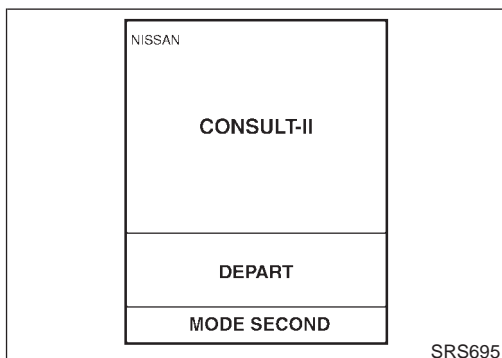 NISSAN
CONSULT-II
DEPART
MODE SECOND
SRS695